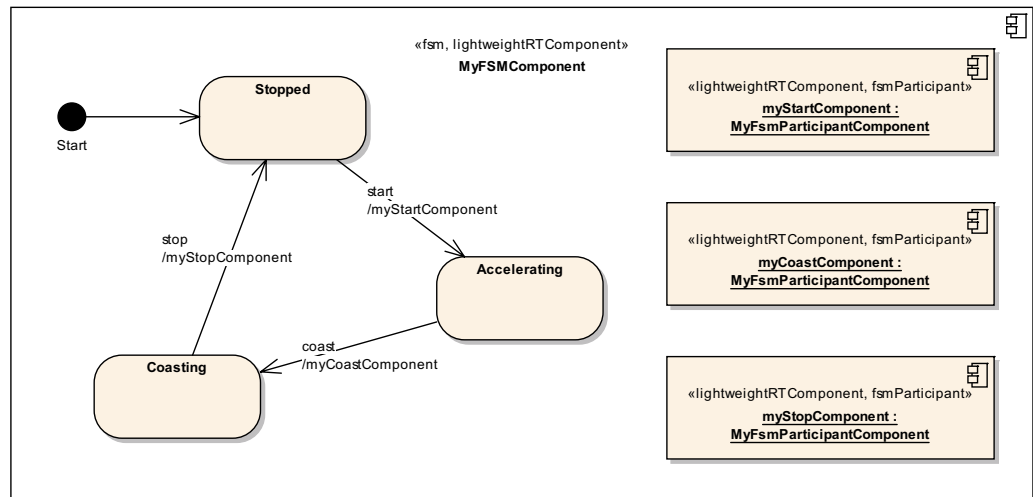 «fsm, lightweightRTComponent»
MyFSMComponent
Stopped
Start
start
/myStartComponent
stop
/myStopComponent
Accelerating
coast
/myCoastComponent
Coasting
«lightweightRTComponent, fsmParticipant»
myStartComponent :
MyFsmParticipantComponent
«lightweightRTComponent, fsmParticipant»
myCoastComponent :
MyFsmParticipantComponent
«lightweightRTComponent, fsmParticipant»
myStopComponent :
MyFsmParticipantComponent